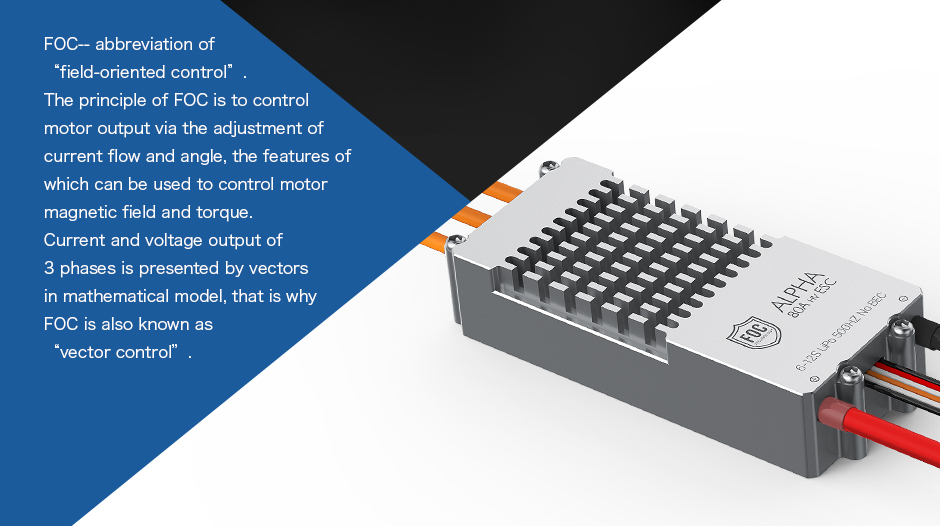 FOC-- abbreviation of
“field-oriented control” .
The principle of FOC is to control
motor output via the adjustment of
current flow and angle, the features of
which can be used to control motor
magnetic field and torque.
Current and voltage output of
3 phases is presented by vectors
in mathematical model, that is why
FOC is also known as
“vector control” .
ALPHA
80A HV ESC
FOC
6-12S LiPo 500HZ No BEC